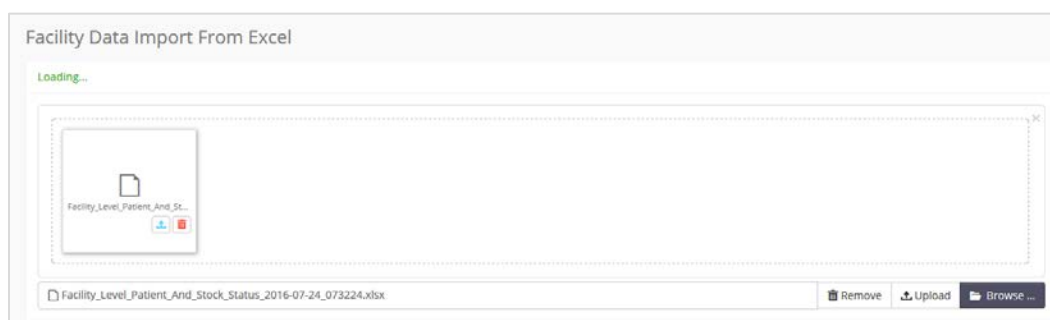 Facility Data Import From Excel
Loading...
Facility_Level_Patient_And_St...
Facility_Level_Patient_And_Stock_Status_2016-07-24_073224.xlsx
Remove Upload Browse ...